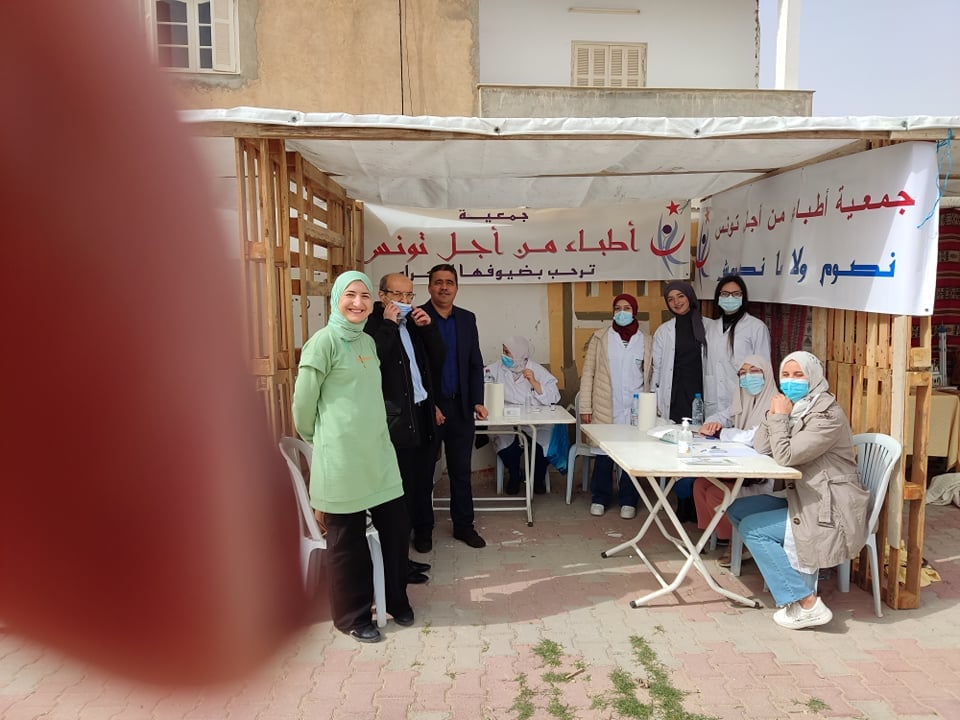 جمعية
أطباء من أجل تونس
ترحب بضيوفها
جمعية أطباء من أجل تونس
نصوم ولا